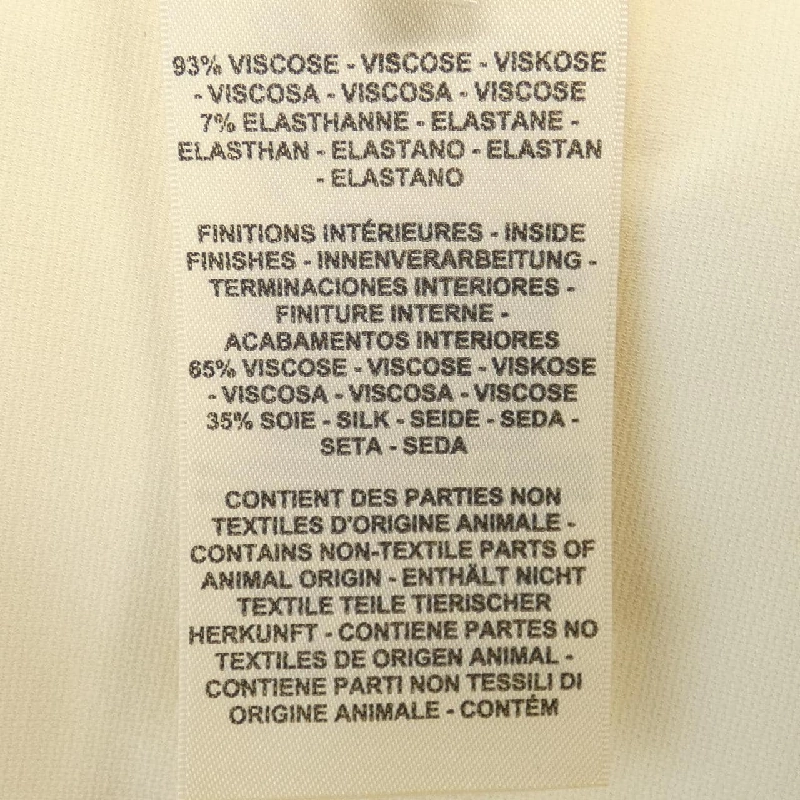 93% VISCOSE - VISCOSE - VISKOSE
- VISCOSA - VISCOSA - VISCOSE
7% ELASTHANNE - ELASTANE -
ELASTHAN - ELASTANO - ELASTAN
- ELASTANO
FINITIONS INTÉRIEURES - INSIDE
FINISHES - INNENVERARBEITUNG -
TERMINACIONES INTERIORES -
FINITURE INTERNE -
ACABAMENTOS INTERIORES
65% VISCOSE - VISCOSE - VISKOSE
- VISCOSA - VISCOSA - VISCOSE
35% SOIE - SILK - SEIDE - SEDA -
SETA - SEDA
CONTIENT DES PARTIES NON
TEXTILES D'ORIGINE ANIMALE -
CONTAINS NON-TEXTILE PARTS OF
ANIMAL ORIGIN - ENTHÄLT NICHT
TEXTILE TEILE TIERISCHER
HERKUNFT - CONTIENE PARTES NO
TEXTILES DE ORIGEN ANIMAL -
CONTIENE PARTI NON TESSILI DI
ORIGINE ANIMALE - CONTÉM